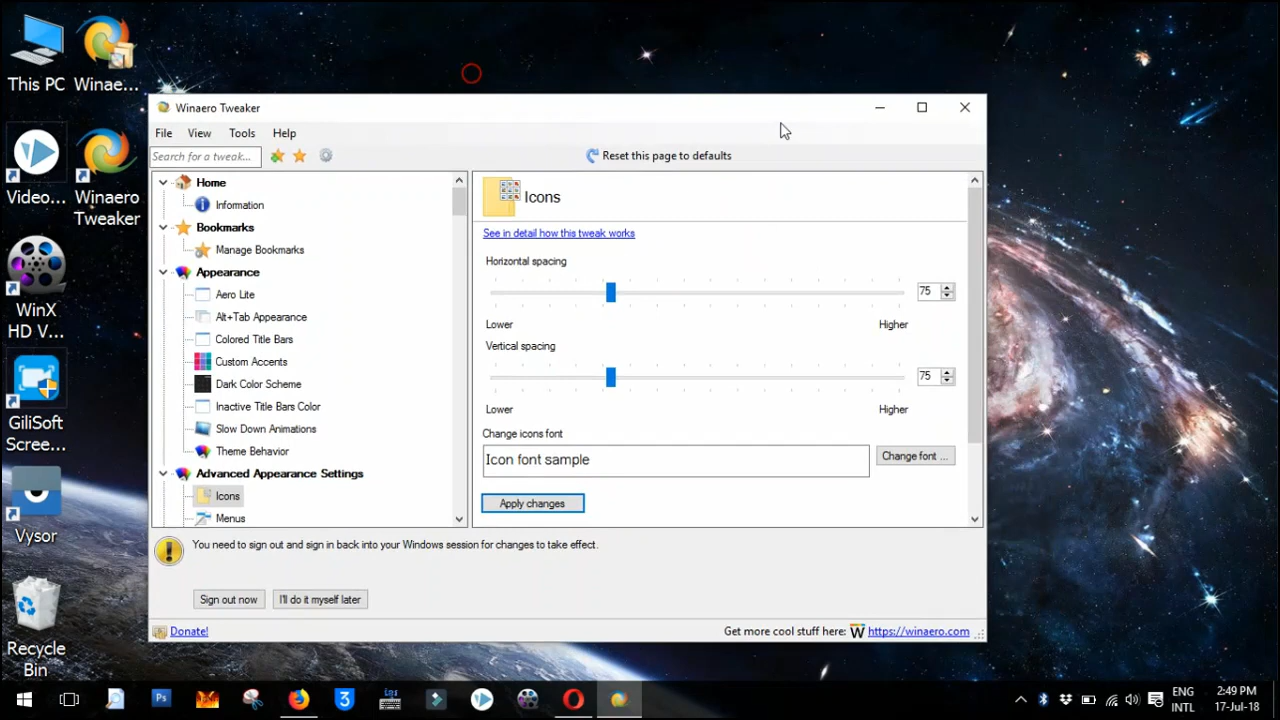 This PC
Winae...
Video...
Winaero
Tweaker
WinX
HD V...
GiliSoft
Scree...
Vysor
Recycle
Bin
Winaero Tweaker
File View Tools Help
Search for a tweak...
Reset this page to defaults
Home
Information
Bookmarks
Manage Bookmarks
Appearance
Aero Lite
Alt+Tab Appearance
Colored Title Bars
Custom Accents
Dark Color Scheme
Inactive Title Bars Color
Slow Down Animations
Theme Behavior
Advanced Appearance Settings
Icons
Menus
Icons
See in detail how this tweak works
Horizontal spacing
75
Lower Higher
Vertical spacing
75
Lower Higher
Change icons font
Icon font sample
Change font ...
Apply changes
You need to sign out and sign in back into your Windows session for changes to take effect.
Sign out now I'll do it myself later
Donate!
Get more cool stuff here: W https://winaero.com
Ps
3
ENG
INTL
2:49 PM
17-Jul-18